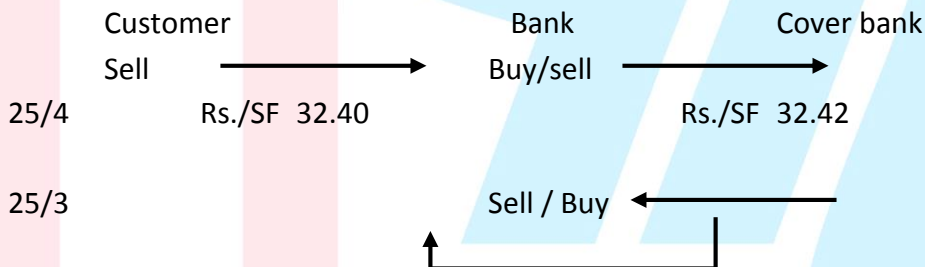 Customer Bank Cover bank
Sell Buy/sell
25/4 Rs./SF 32.40 Rs./SF 32.42
25/3 Sell / Buy